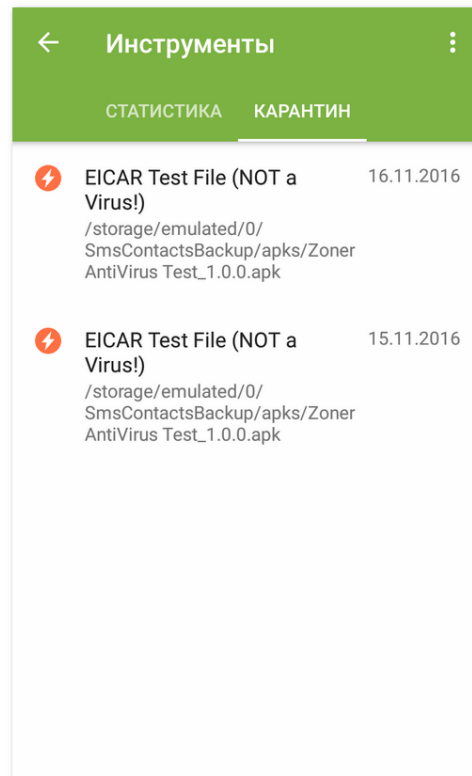 Инструменты
СТАТИСТИКА КАРАНТИН
EICAR Test File (NOT a 16.11.2016
Virus!)
/storage/emulated/0/
SmsContactsBackup/apks/Zoner
AntiVirus Test_1.0.0.apk
EICAR Test File (NOT a 15.11.2016
Virus!)
/storage/emulated/0/
SmsContactsBackup/apks/Zoner
AntiVirus Test_1.0.0.apk